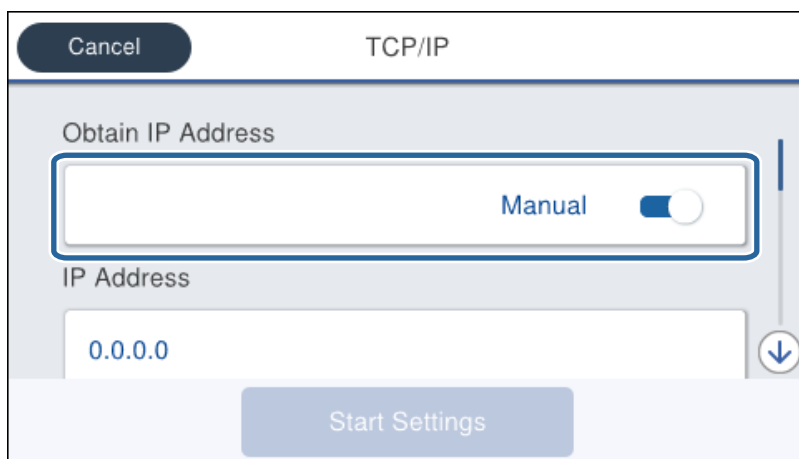 Cancel
TCP/IP
Obtain IP Address
Manual
IP Address
0.0.0.0
Start Settings